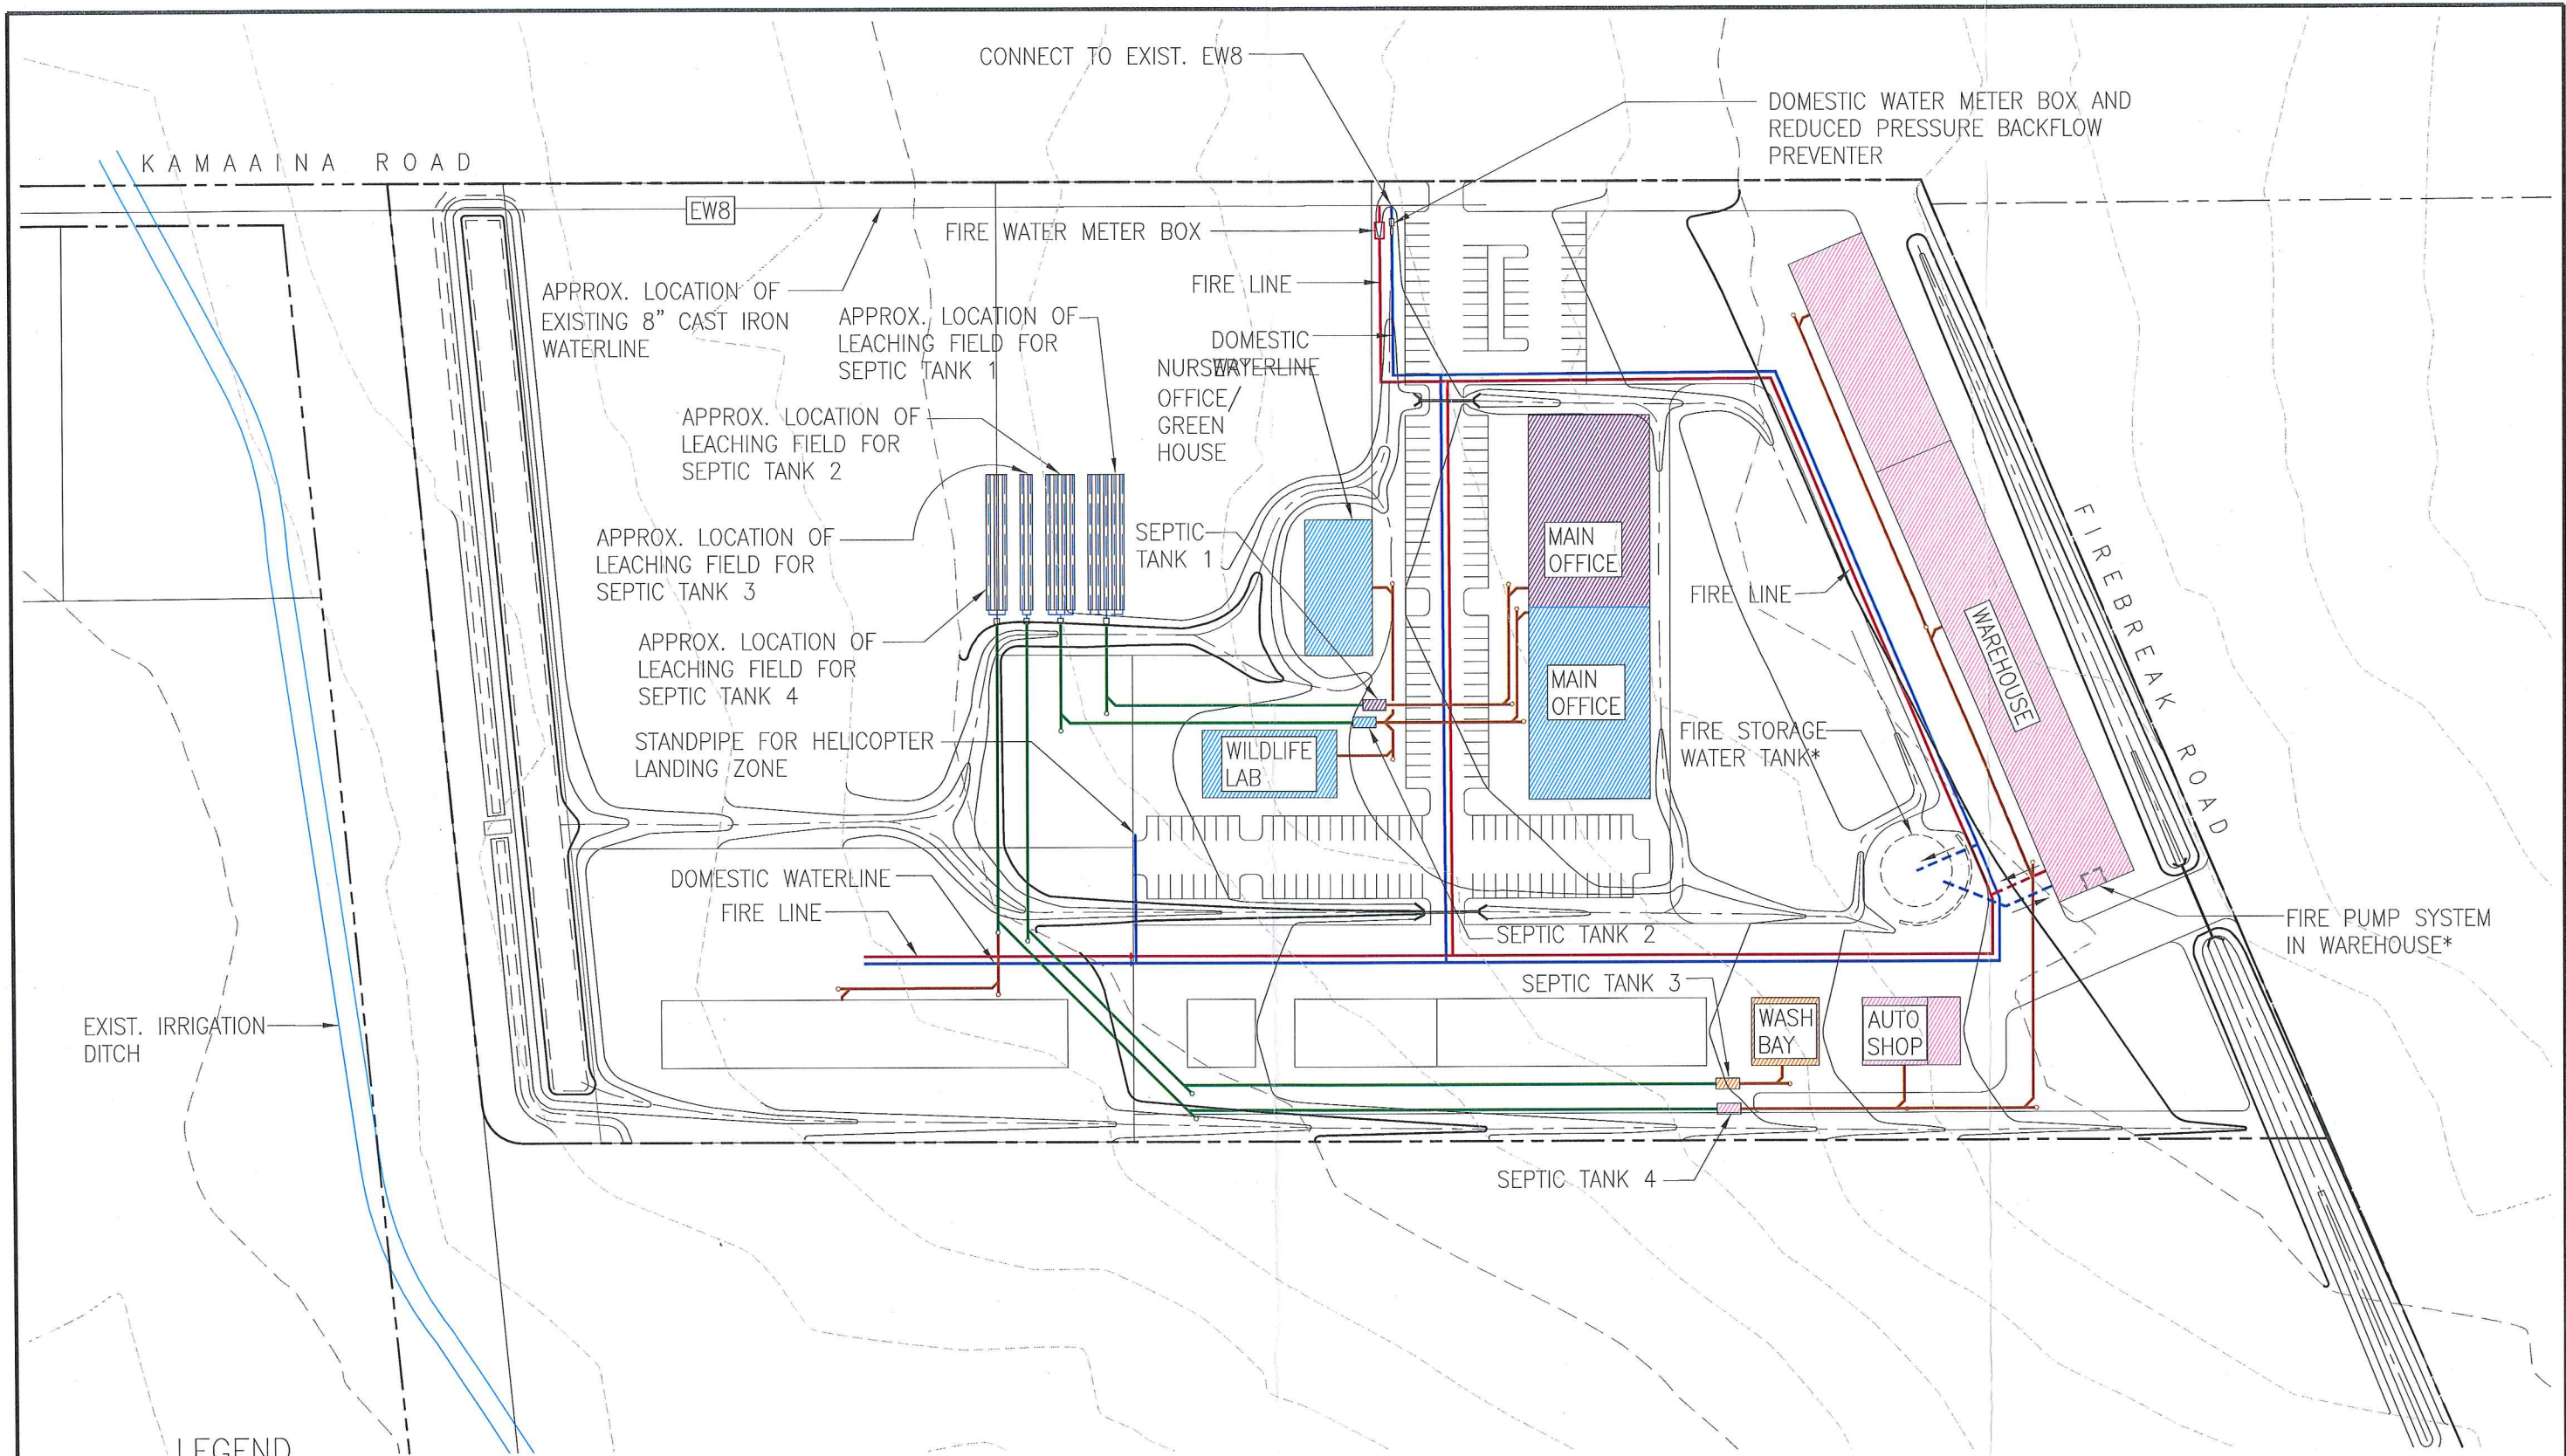 CONNECT TO EXIST. EW8
DOMESTIC WATER METER BOX AND
REDUCED PRESSURE BACKFLOW
PREVENTER
KAMAAINA ROAD
EW8
FIRE WATER METER BOX
APPROX. LOCATION OF
EXISTING 8" CAST IRON
WATERLINE
FIRE LINE
APPROX. LOCATION OF
LEACHING FIELD FOR
SEPTIC TANK 1
DOMESTIC
WATERLINE
NURSERY
OFFICE/
GREEN
HOUSE
APPROX. LOCATION OF
LEACHING FIELD FOR
SEPTIC TANK 2
APPROX. LOCATION OF
LEACHING FIELD FOR
SEPTIC TANK 3
SEPTIC
TANK 1
MAIN
OFFICE
FIRE LINE
FIREBREAK ROAD
WAREHOUSE
APPROX. LOCATION OF
LEACHING FIELD FOR
SEPTIC TANK 4
MAIN
OFFICE
STANDPIPE FOR HELICOPTER
LANDING ZONE
WILDLIFE
LAB
FIRE STORAGE
WATER TANK*
DOMESTIC WATERLINE
FIRE LINE
SEPTIC TANK 2
FIRE PUMP SYSTEM
IN WAREHOUSE*
SEPTIC TANK 3
EXIST. IRRIGATION
DITCH
WASH
BAY
AUTO
SHOP
SEPTIC TANK 4
LEGEND